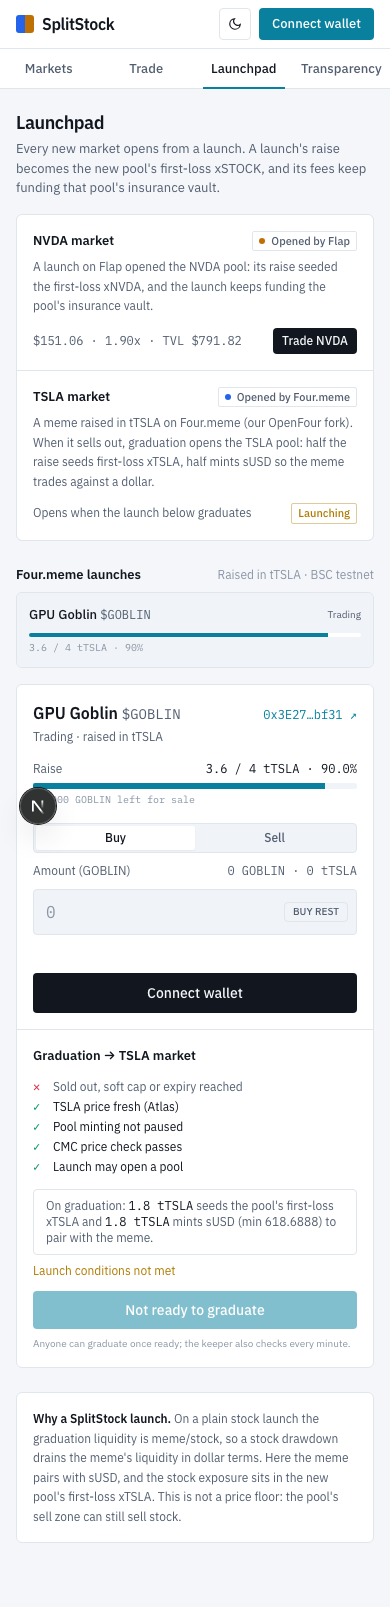 SplitStock
Connect wallet
Markets Trade Launchpad Transparency
Launchpad
Every new market opens from a launch. A launch's raise
becomes the new pool's first-loss xSTOCK, and its fees keep
funding that pool's insurance vault.
NVDA market
Opened by Flap
A launch on Flap opened the NVDA pool: its raise seeded
the first-loss xNVDA, and the launch keeps funding the
pool's insurance vault.
$151.06 · 1.90x · TVL $791.82
Trade NVDA
TSLA market
Opened by Four.meme
A meme raised in tTSLA on Four.meme (our OpenFour fork).
When it sells out, graduation opens the TSLA pool: half the
raise seeds first-loss xTSLA, half mints sUSD so the meme
trades against a dollar.
Opens when the launch below graduates
Launching
Four.meme launches
Raised in tTSLA · BSC testnet
GPU Goblin $GOBLIN
Trading
3.6 / 4 tTSLA · 90%
GPU Goblin $GOBLIN
0x3E27…bf31 ↗
Trading · raised in tTSLA
Raise
3.6 / 4 tTSLA · 90.0%
00 GOBLIN left for sale
N
Buy Sell
Amount (GOBLIN)
0 GOBLIN · 0 tTSLA
0
BUY REST
Connect wallet
Graduation → TSLA market
× Sold out, soft cap or expiry reached
✓ TSLA price fresh (Atlas)
✓ Pool minting not paused
✓ CMC price check passes
✓ Launch may open a pool
On graduation: 1.8 tTSLA seeds the pool's first-loss
xTSLA and 1.8 tTSLA mints sUSD (min 618.6888) to
pair with the meme.
Launch conditions not met
Not ready to graduate
Anyone can graduate once ready; the keeper also checks every minute.
Why a SplitStock launch. On a plain stock launch the
graduation liquidity is meme/stock, so a stock drawdown
drains the meme's liquidity in dollar terms. Here the meme
pairs with sUSD, and the stock exposure sits in the new
pool's first-loss xTSLA. This is not a price floor: the pool's
sell zone can still sell stock.